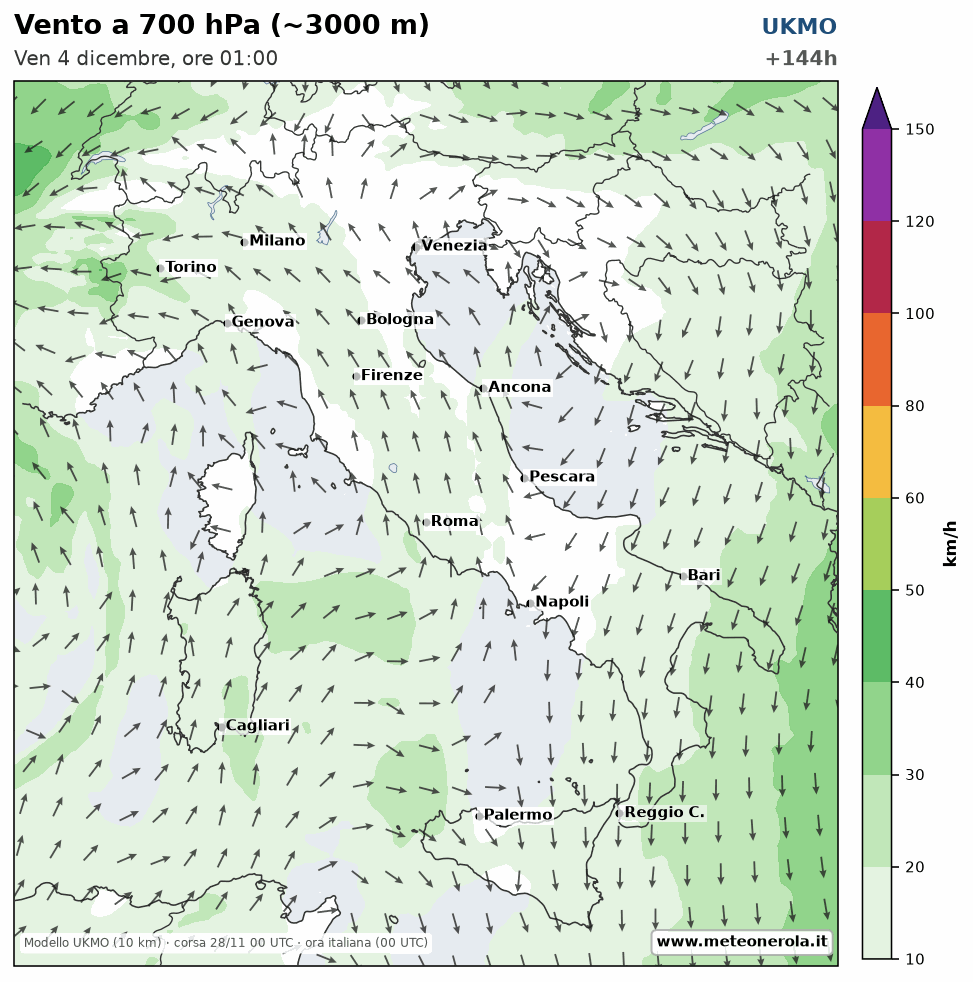 Vento a 700 hPa (~3000 m)
UKMO
Ven 4 dicembre, ore 01:00
+144h
150
120
100
80
60
50
40
30
20
10
km/h
Milano
Venezia
Torino
Genova
Bologna
Firenze
Ancona
Pescara
Roma
Bari
Napoli
Cagliari
Palermo
Reggio C.
Modello UKMO (10 km) · corsa 28/11 00 UTC · ora italiana (00 UTC)
www.meteonerola.it